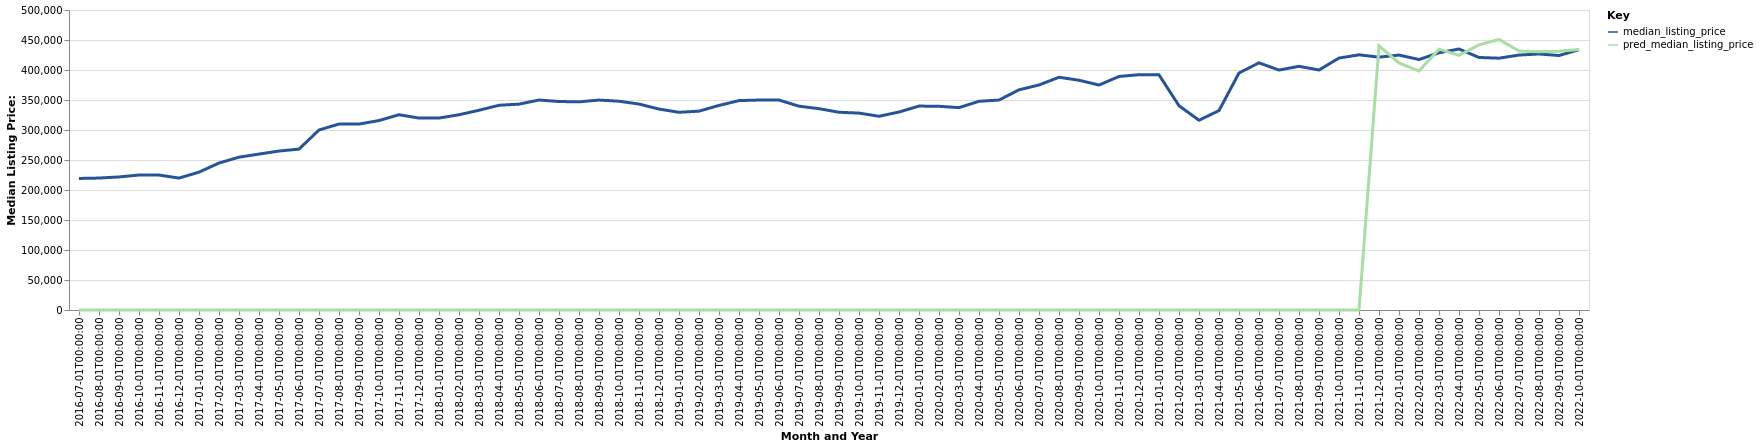 500,000
450,000
400,000
350,000
300,000
250,000
200,000
150,000
100,000
50,000
0
Median Listing Price:
2016-07-01T00:00:00
2016-08-01T00:00:00
2016-09-01T00:00:00
2016-10-01T00:00:00
2016-11-01T00:00:00
2016-12-01T00:00:00
2017-01-01T00:00:00
2017-02-01T00:00:00
2017-03-01T00:00:00
2017-04-01T00:00:00
2017-05-01T00:00:00
2017-06-01T00:00:00
2017-07-01T00:00:00
2017-08-01T00:00:00
2017-09-01T00:00:00
2017-10-01T00:00:00
2017-11-01T00:00:00
2017-12-01T00:00:00
2018-01-01T00:00:00
2018-02-01T00:00:00
2018-03-01T00:00:00
2018-04-01T00:00:00
2018-05-01T00:00:00
2018-06-01T00:00:00
2018-07-01T00:00:00
2018-08-01T00:00:00
2018-09-01T00:00:00
2018-10-01T00:00:00
2018-11-01T00:00:00
2018-12-01T00:00:00
2019-01-01T00:00:00
2019-02-01T00:00:00
2019-03-01T00:00:00
2019-04-01T00:00:00
2019-05-01T00:00:00
2019-06-01T00:00:00
2019-07-01T00:00:00
2019-08-01T00:00:00
2019-09-01T00:00:00
2019-10-01T00:00:00
2019-11-01T00:00:00
2019-12-01T00:00:00
2020-01-01T00:00:00
2020-02-01T00:00:00
2020-03-01T00:00:00
2020-04-01T00:00:00
2020-05-01T00:00:00
2020-06-01T00:00:00
2020-07-01T00:00:00
2020-08-01T00:00:00
2020-09-01T00:00:00
2020-10-01T00:00:00
2020-11-01T00:00:00
2020-12-01T00:00:00
2021-01-01T00:00:00
2021-02-01T00:00:00
2021-03-01T00:00:00
2021-04-01T00:00:00
2021-05-01T00:00:00
2021-06-01T00:00:00
2021-07-01T00:00:00
2021-08-01T00:00:00
2021-09-01T00:00:00
2021-10-01T00:00:00
2021-11-01T00:00:00
2021-12-01T00:00:00
2022-01-01T00:00:00
2022-02-01T00:00:00
2022-03-01T00:00:00
2022-04-01T00:00:00
2022-05-01T00:00:00
2022-06-01T00:00:00
2022-07-01T00:00:00
2022-08-01T00:00:00
2022-09-01T00:00:00
2022-10-01T00:00:00
Month and Year
Key
median_listing_price
pred_median_listing_price